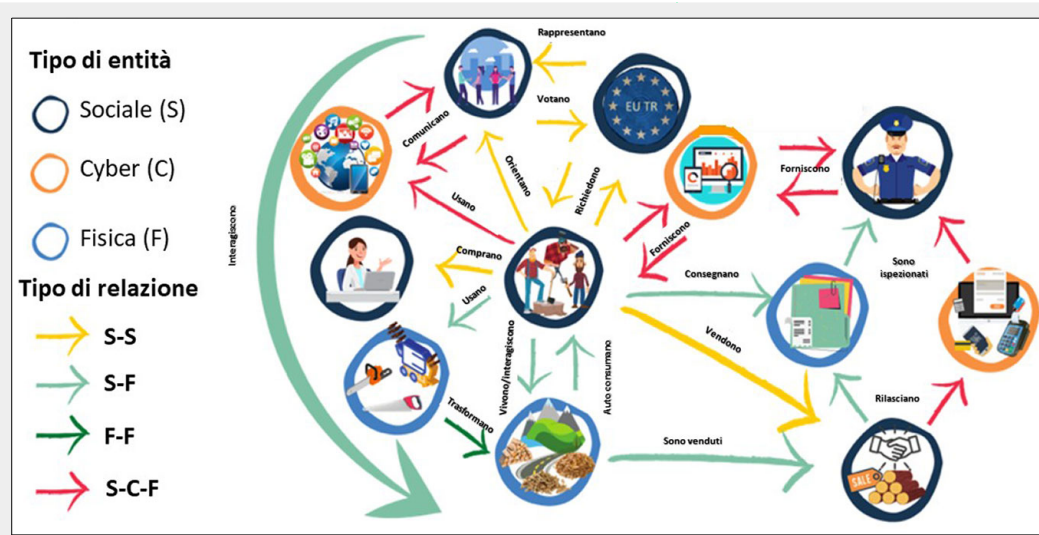 Tipo di entità
Sociale (S)
Cyber (C)
Fisica (F)
Tipo di relazione
S-S
S-F
F-F
S-C-F
Interagiscono
Rappresentano
Votano
Comunicano
EU TR
Orientano
Richiedono
Usano
Forniscono
Forniscono
Comprano
Usano
Consegnano
Sono
ispezionati
Vendono
Vivono/interagiscono
Auto consumano
Trasformano
Rilasciano
Sono venduti
SALE